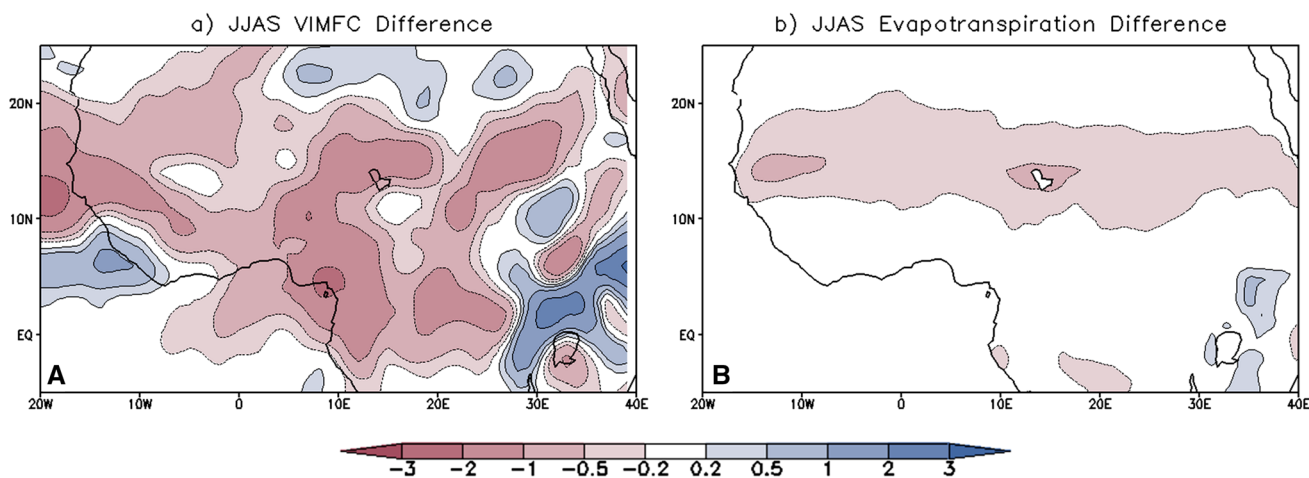 a) JJAS VIMFC Difference
b) JJAS Evapotranspiration Difference
20N
10N
EQ
A
20W 10W 0 10E 20E 30E 40E
20N
10N
EQ
B
20W 10W 0 10E 20E 30E 40E
-3 -2 -1 -0.5 -0.2 0.2 0.5 1 2 3